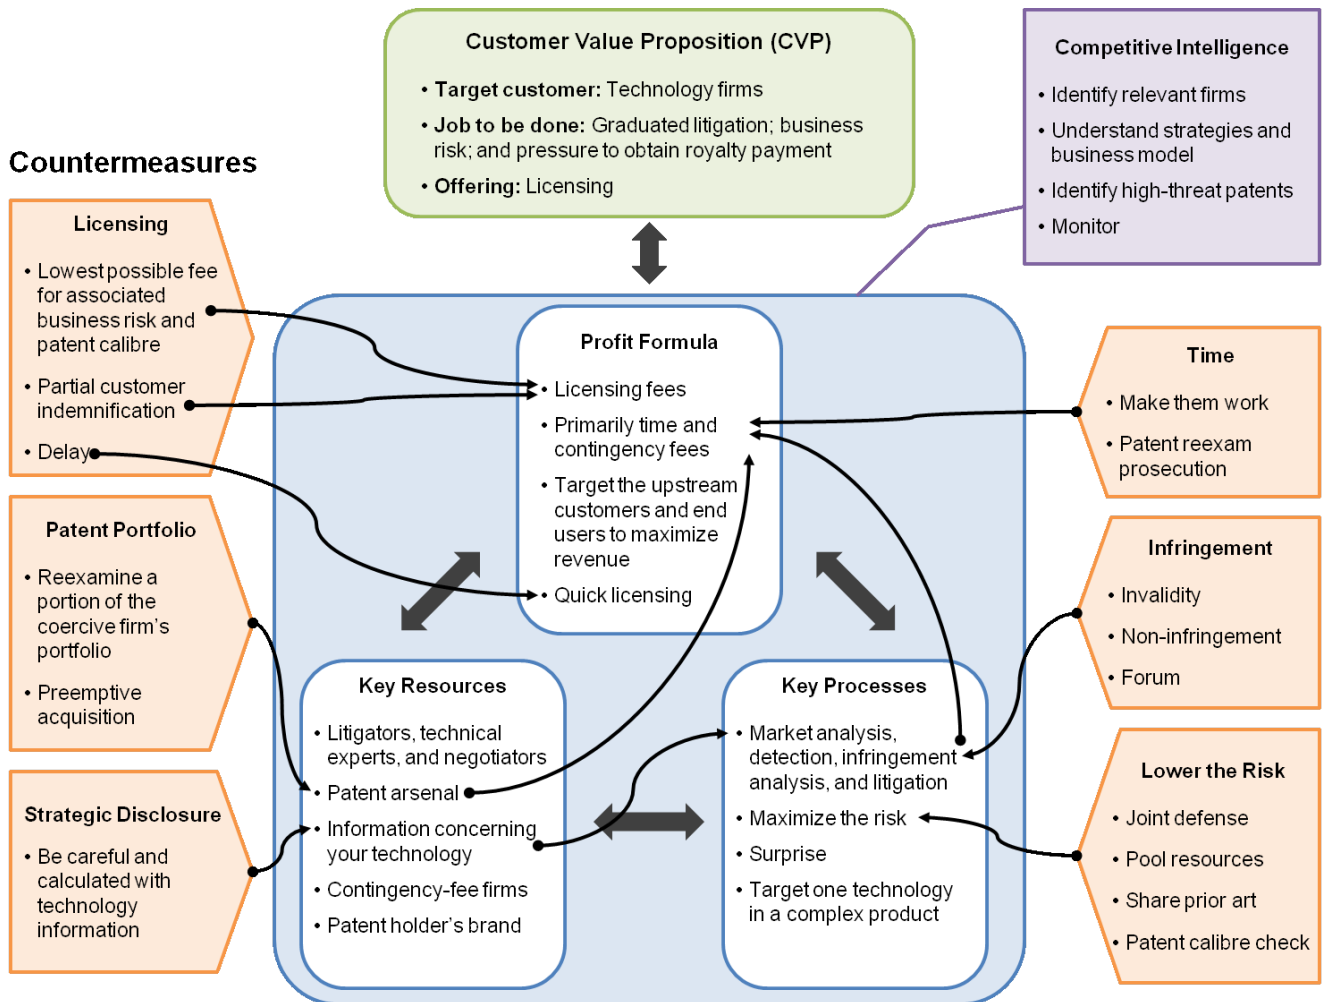 Customer Value Proposition (CVP)
• Target customer: Technology firms
• Job to be done: Graduated litigation; business
risk; and pressure to obtain royalty payment
• Offering: Licensing
Competitive Intelligence
• Identify relevant firms
• Understand strategies and
business model
• Identify high-threat patents
• Monitor
Countermeasures
Licensing
• Lowest possible fee
for associated
business risk and
patent calibre
• Partial customer
indemnification
• Delay
Patent Portfolio
• Reexamine a
portion of the
coercive firm's
portfolio
• Preemptive
acquisition
Strategic Disclosure
• Be careful and
calculated with
technology
information
Profit Formula
• Licensing fees
• Primarily time and
contingency fees
• Target the upstream
customers and end
users to maximize
revenue
• Quick licensing
Key Resources
• Litigators, technical
experts, and negotiators
• Patent arsenal
• Information concerning
your technology
• Contingency-fee firms
• Patent holder's brand
Key Processes
• Market analysis,
detection, infringement
analysis, and litigation
• Maximize the risk
• Surprise
• Target one technology
in a complex product
Time
• Make them work
• Patent reexam
prosecution
Infringement
• Invalidity
• Non-infringement
• Forum
Lower the Risk
• Joint defense
• Pool resources
• Share prior art
• Patent calibre check